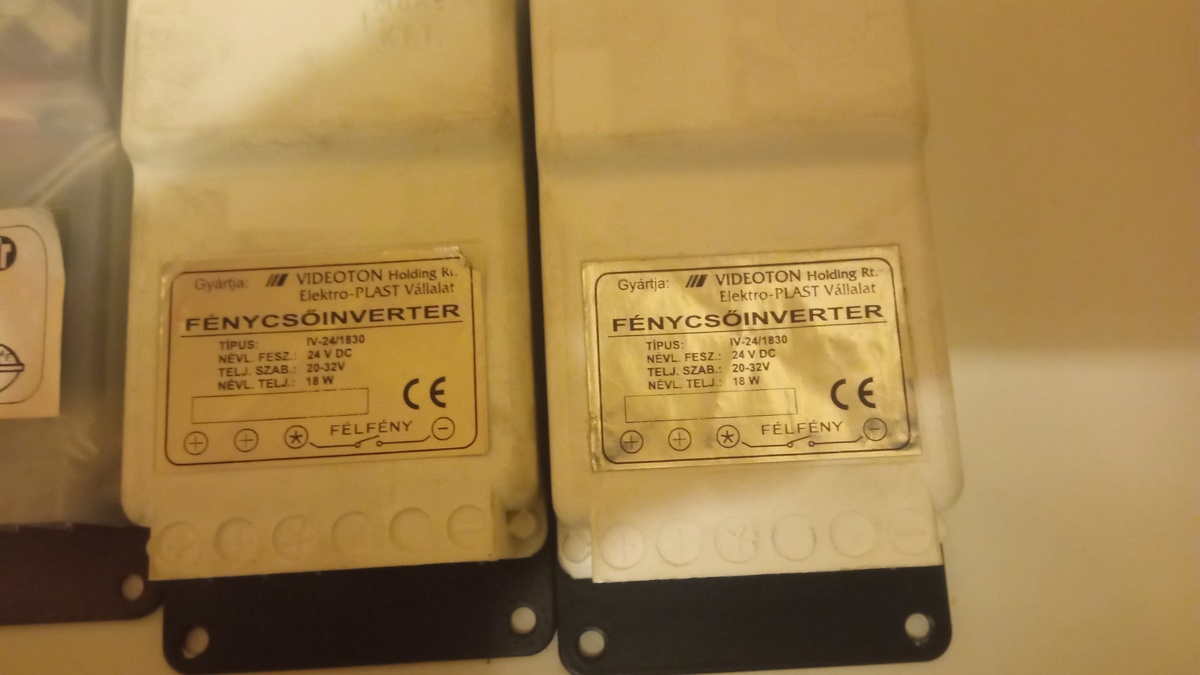 KFT.
Gyártja: VIDEOTON Holding Rt.
Elektro-PLAST Vállalat
FÉNYCSŐINVERTER
TÍPUS: IV-24/1830
NÉVL. FESZ.: 24 V DC
TELJ. SZAB.: 20-32V
NÉVL. TELJ.: 18 W
CE
FÉLFÉNY
Gyártja: VIDEOTON Holding Rt.
Elektro-PLAST Vállalat
FÉNYCSŐINVERTER
TÍPUS: IV-24/1830
NÉVL. FESZ.: 24 V DC
TELJ. SZAB.: 20-32V
NÉVL. TELJ.: 18 W
CE
FÉLFÉNY